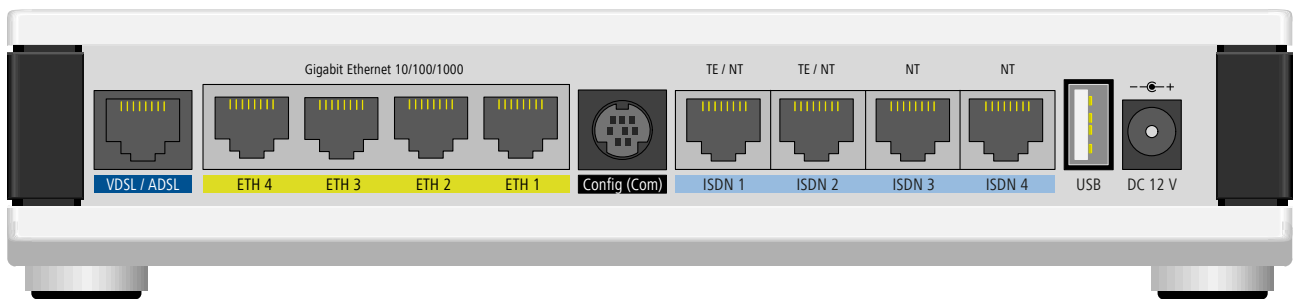 Gigabit Ethernet 10/100/1000
TE / NT
TE / NT
NT
NT
VDSL / ADSL
ETH 4
ETH 3
ETH 2
ETH 1
Config (Com)
ISDN 1
ISDN 2
ISDN 3
ISDN 4
USB
DC 12 V